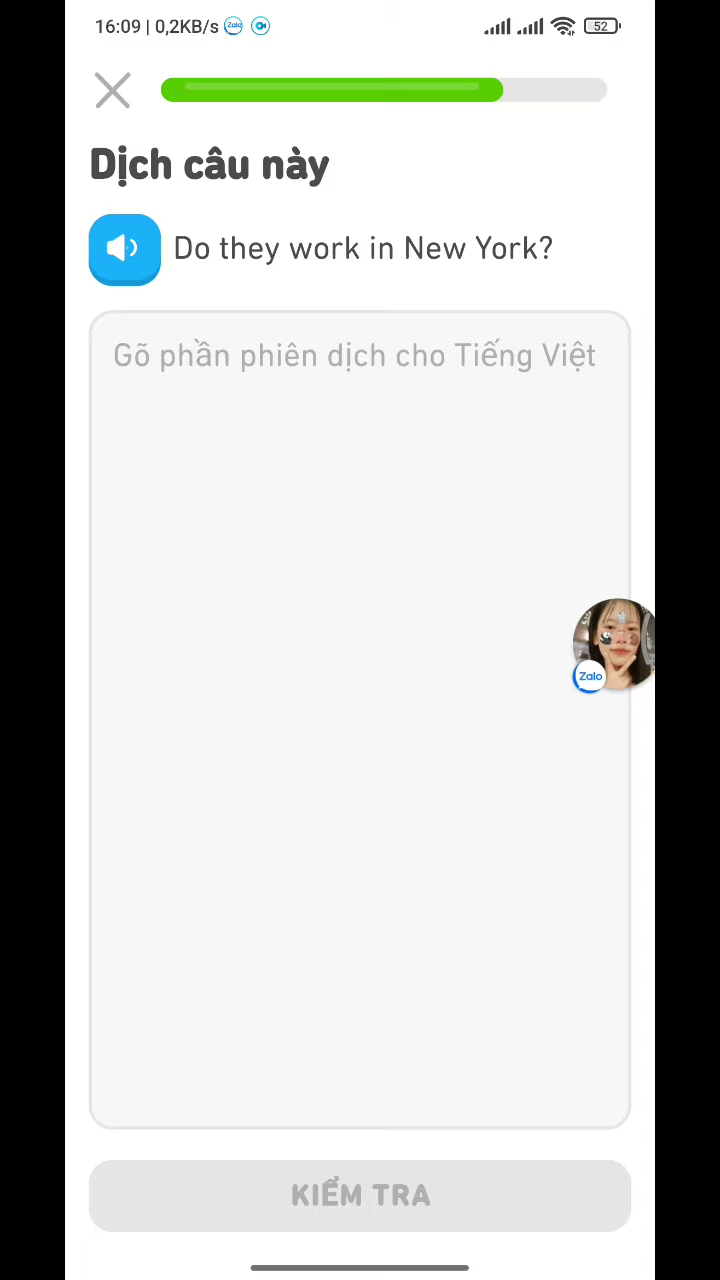 16:09 | 0,2KB/s Zalo
52
Dịch câu này
Do they work in New York?
Gõ phần phiên dịch cho Tiếng Việt
Zalo
KIỂM TRA